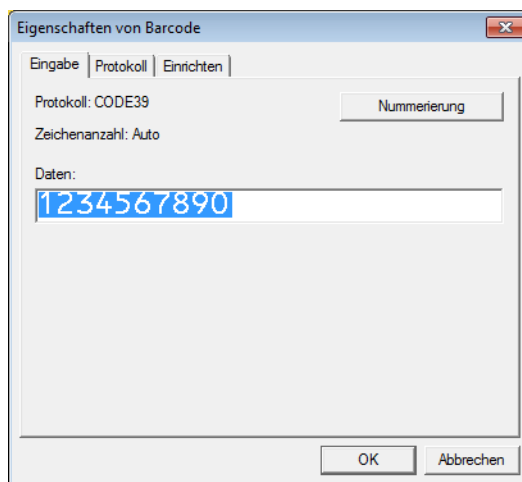 Eigenschaften von Barcode
Eingabe Protokoll Einrichten
Protokoll: CODE39 Nummerierung
Zeichenanzahl: Auto
Daten:
1234567890
OK Abbrechen